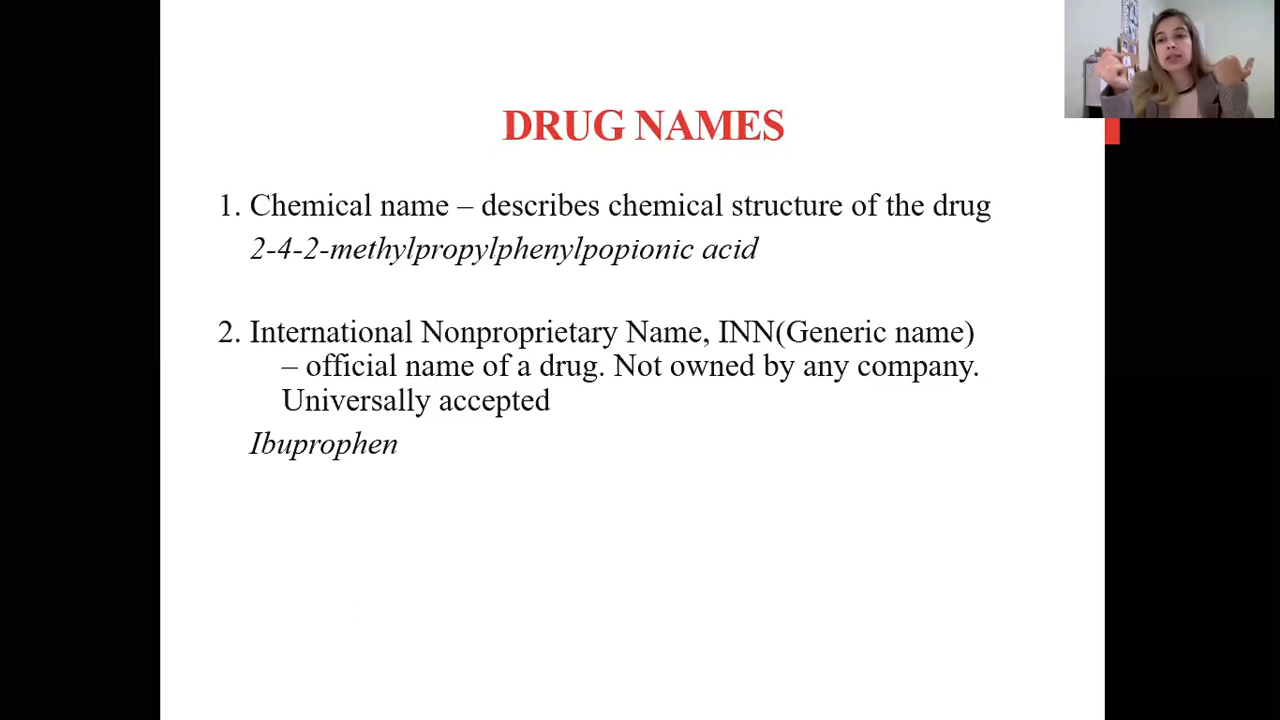 DRUG NAMES
1. Chemical name – describes chemical structure of the drug
2-4-2-methylpropylphenylpopionic acid
2. International Nonproprietary Name, INN(Generic name)
– official name of a drug. Not owned by any company.
Universally accepted
Ibuprophen